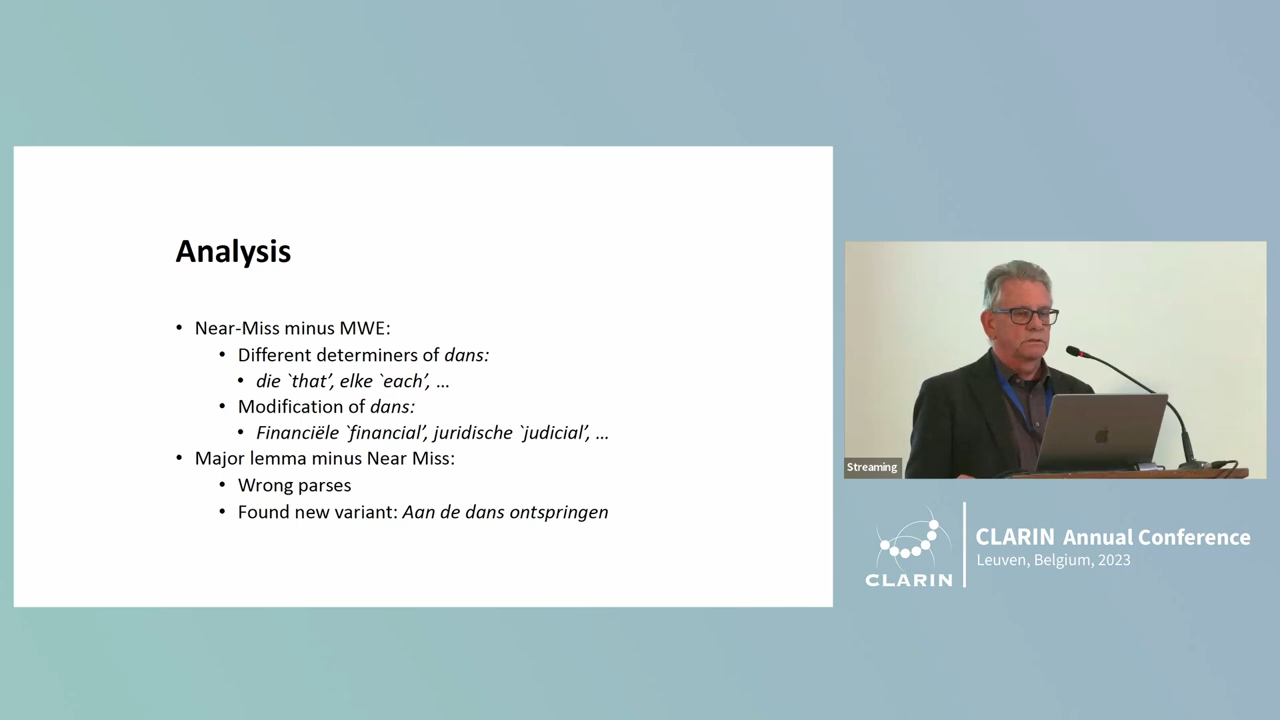 Analysis
• Near-Miss minus MWE:
• Different determiners of dans:
• die `that’, elke `each’, …
• Modification of dans:
• Financiële `financial’, juridische `judicial’, …
• Major lemma minus Near Miss:
• Wrong parses
• Found new variant: Aan de dans ontspringen
Streaming
CLARIN
CLARIN Annual Conference
Leuven, Belgium, 2023